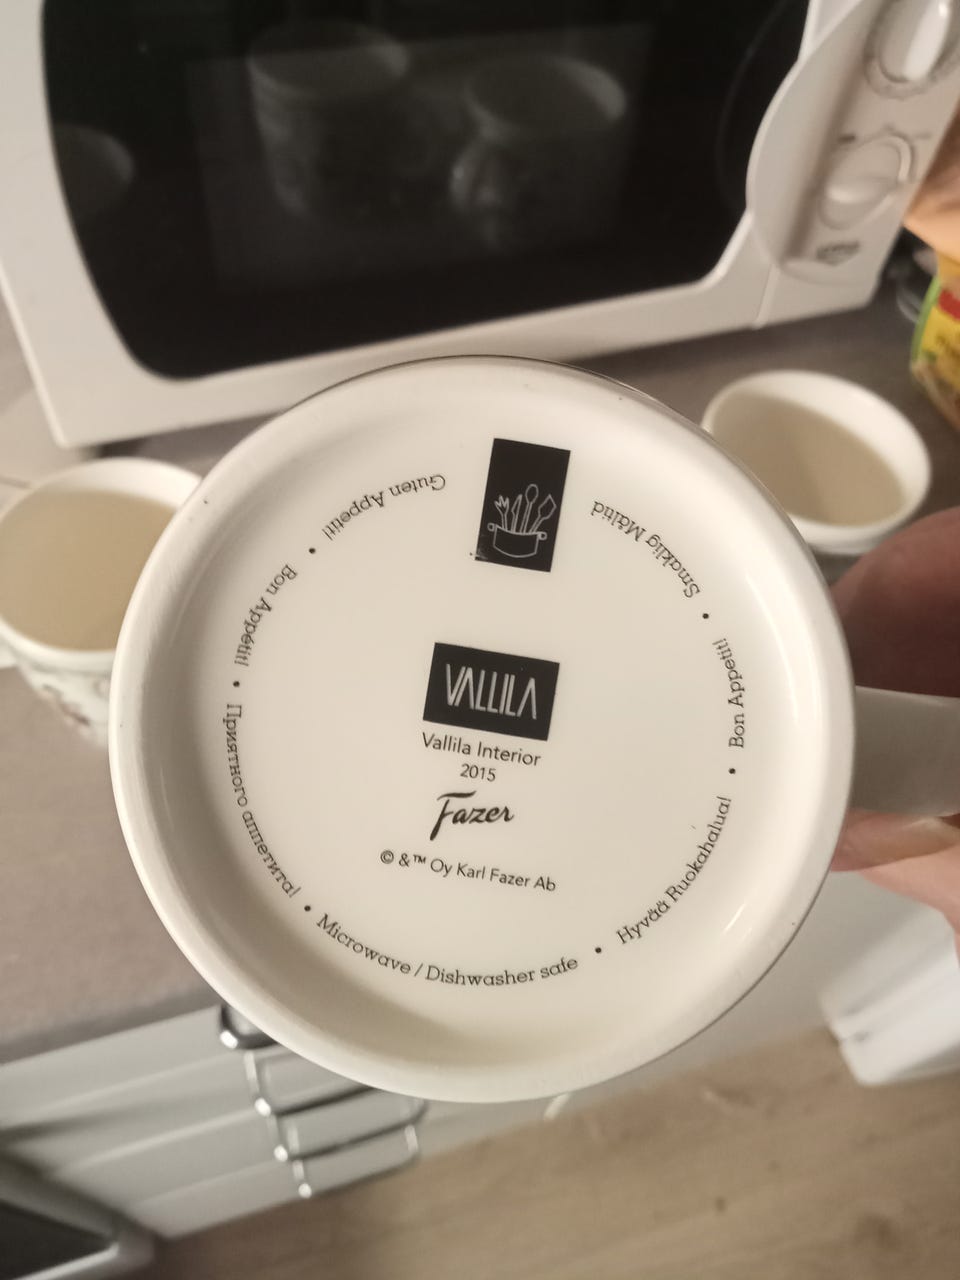 Guten Appetit! • Bon Appétit! • Приятного аппетита! • Microwave / Dishwasher safe • Hyvää Ruokahalua! • Bon Appetit! • Smaklig Måltid
VALLILA
Vallila Interior
2015
Fazer
© &™ Oy Karl Fazer Ab